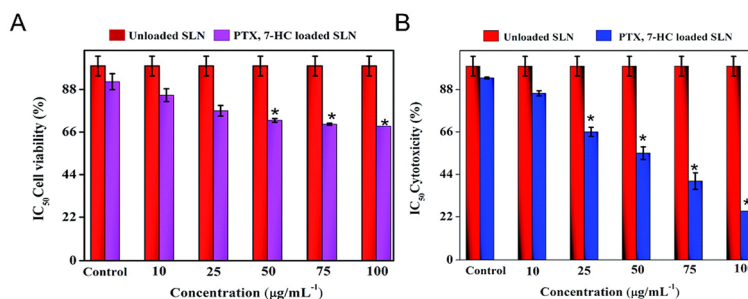 A
Unloaded SLN
PTX, 7-HC loaded SLN
IC50 Cell viability (%)
88
66
44
22
0
Control 10 25 50 75 100
Concentration (µg/mL-1)
* * *
B
Unloaded SLN
PTX, 7-HC loaded SLN
IC50 Cytotoxicity (%)
88
66
44
22
0
Control 10 25 50 75 10
Concentration (µg/mL-1)
* * * *